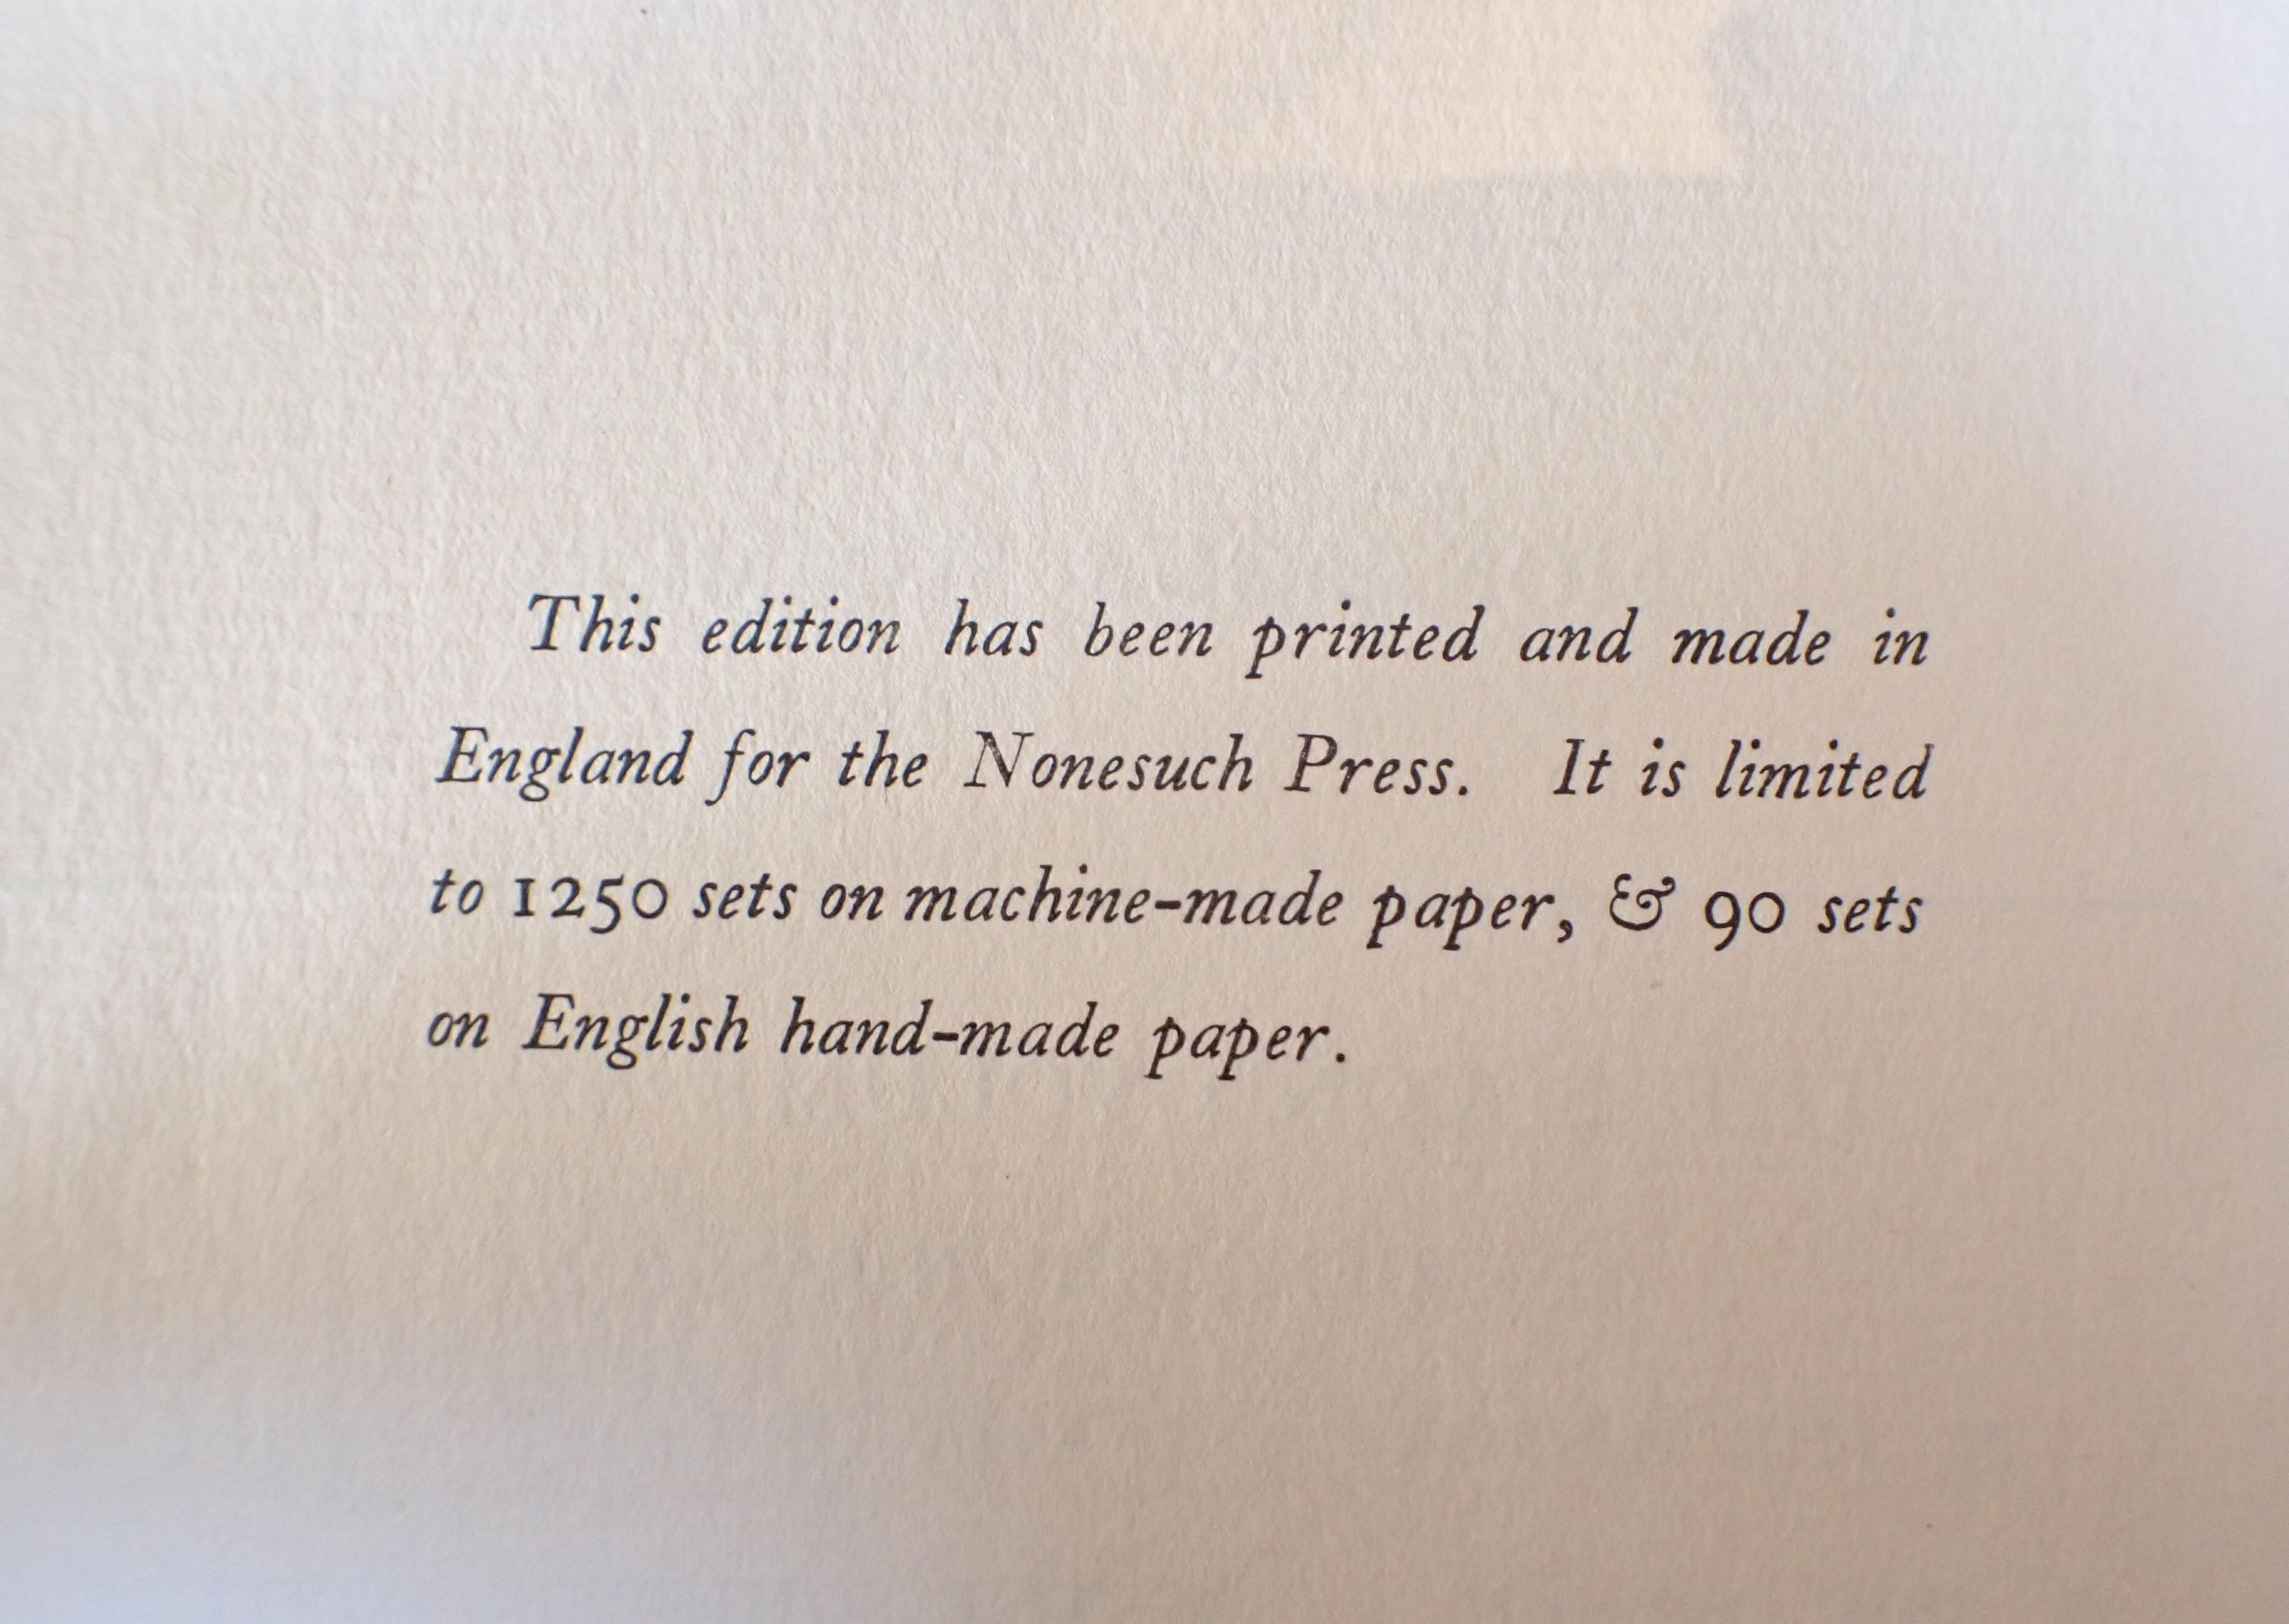 This edition has been printed and made in
England for the Nonesuch Press. It is limited
to 1250 sets on machine-made paper, & 90 sets
on English hand-made paper.